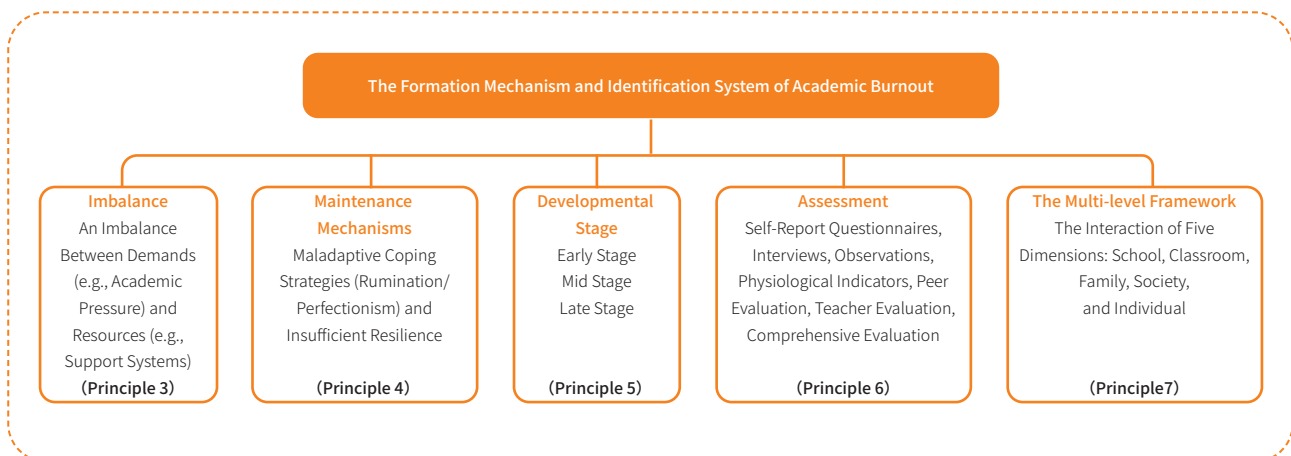 The Formation Mechanism and Identification System of Academic Burnout
Imbalance
An Imbalance
Between Demands
(e.g., Academic
Pressure) and
Resources (e.g.,
Support Systems)
（Principle 3）
Maintenance
Mechanisms
Maladaptive Coping
Strategies (Rumination/
Perfectionism) and
Insufficient Resilience
（Principle 4）
Developmental
Stage
Early Stage
Mid Stage
Late Stage
（Principle 5）
Assessment
Self-Report Questionnaires,
Interviews, Observations,
Physiological Indicators, Peer
Evaluation, Teacher Evaluation,
Comprehensive Evaluation
（Principle 6）
The Multi-level Framework
The Interaction of Five
Dimensions: School, Classroom,
Family, Society,
and Individual
（Principle7）